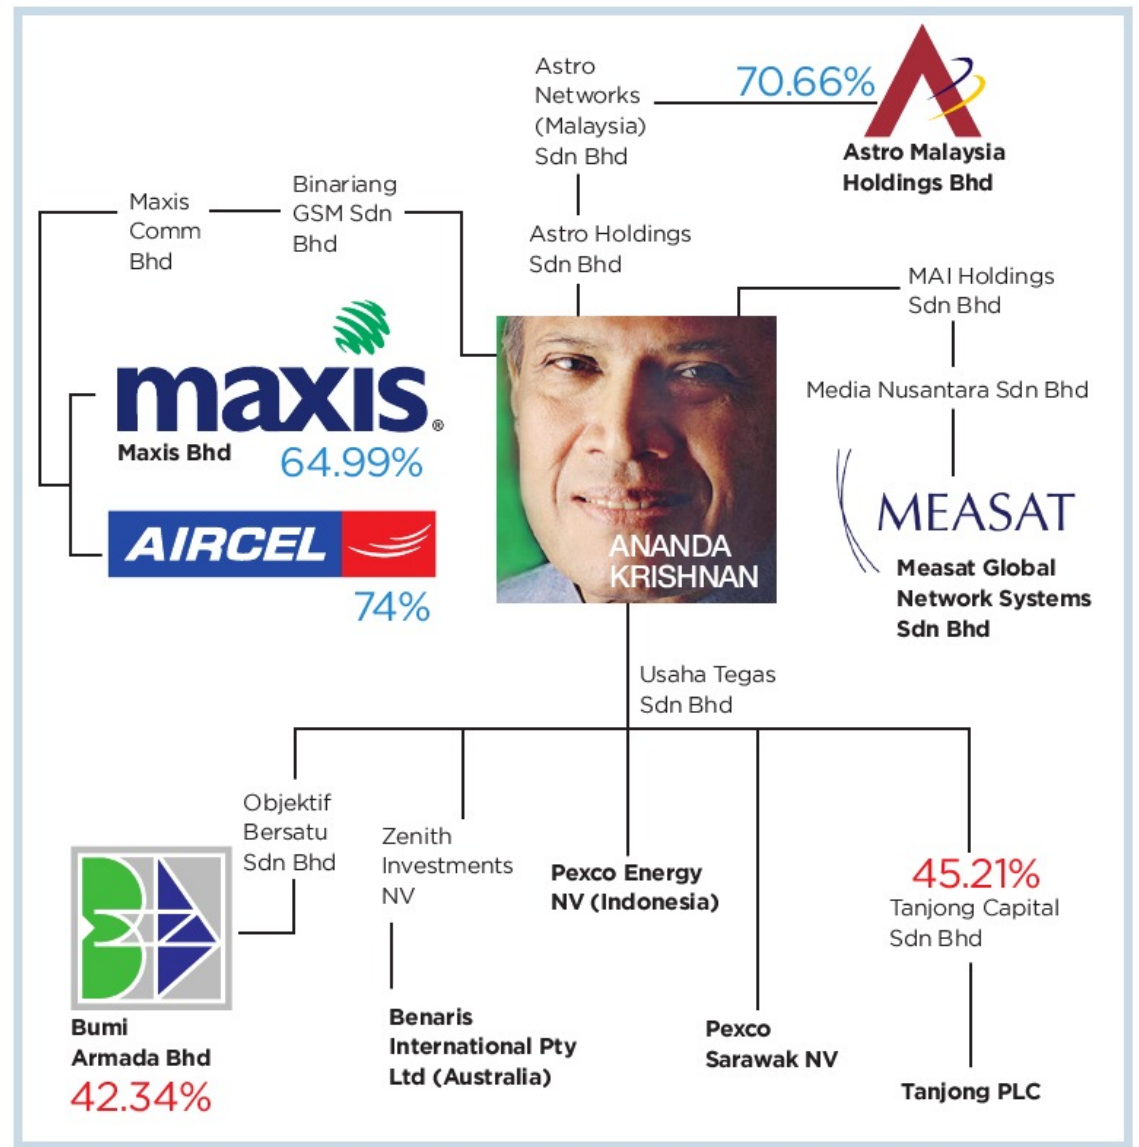 Astro
Networks
(Malaysia)
Sdn Bhd
70.66%
Astro Malaysia
Holdings Bhd
Maxis
Comm
Bhd
Binariang
GSM Sdn
Bhd
Astro Holdings
Sdn Bhd
MAI Holdings
Sdn Bhd
maxis®
Maxis Bhd
64.99%
AIRCEL
74%
ANANDA
KRISHNAN
Media Nusantara Sdn Bhd
MEASAT
Measat Global
Network Systems
Sdn Bhd
Usaha Tegas
Sdn Bhd
Objektif
Bersatu
Sdn Bhd
Bumi
Armada Bhd
42.34%
Zenith
Investments
NV
Benaris
International Pty
Ltd (Australia)
Pexco Energy
NV (Indonesia)
Pexco
Sarawak NV
45.21%
Tanjong Capital
Sdn Bhd
Tanjong PLC